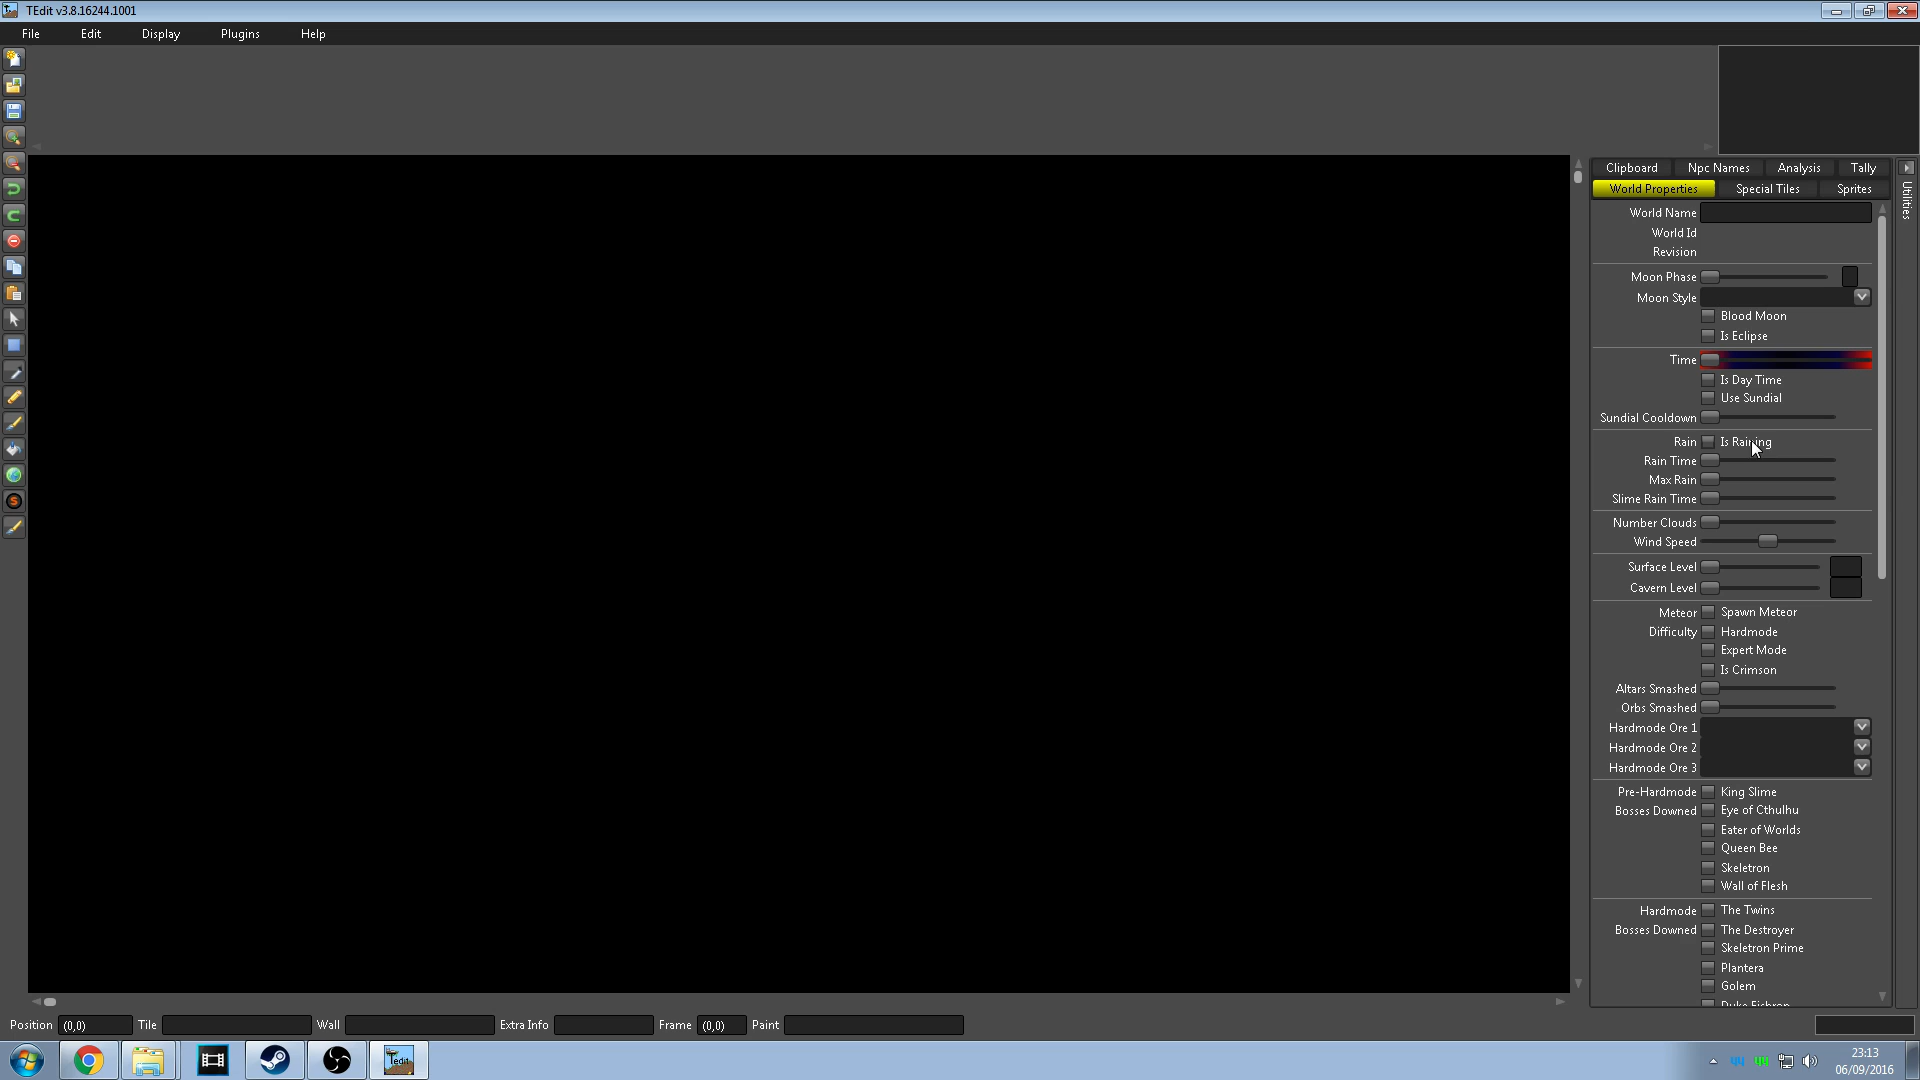 TEdit v3.8.16244.1001
File Edit Display Plugins Help
Clipboard Npc Names Analysis Tally
World Properties Special Tiles Sprites
Utilities
World Name
World Id
Revision
Moon Phase
Moon Style
Blood Moon
Is Eclipse
Time
Is Day Time
Use Sundial
Sundial Cooldown
Rain Is Raining
Rain Time
Max Rain
Slime Rain Time
Number Clouds
Wind Speed
Surface Level
Cavern Level
Meteor Spawn Meteor
Difficulty Hardmode
Expert Mode
Is Crimson
Altars Smashed
Orbs Smashed
Hardmode Ore 1
Hardmode Ore 2
Hardmode Ore 3
Pre-Hardmode King Slime
Bosses Downed Eye of Cthulhu
Eater of Worlds
Queen Bee
Skeletron
Wall of Flesh
Hardmode The Twins
Bosses Downed The Destroyer
Skeletron Prime
Plantera
Golem
Duke Fishron
Position (0,0) Tile Wall Extra Info Frame (0,0) Paint
Tedit
44 44 23:13
06/09/2016